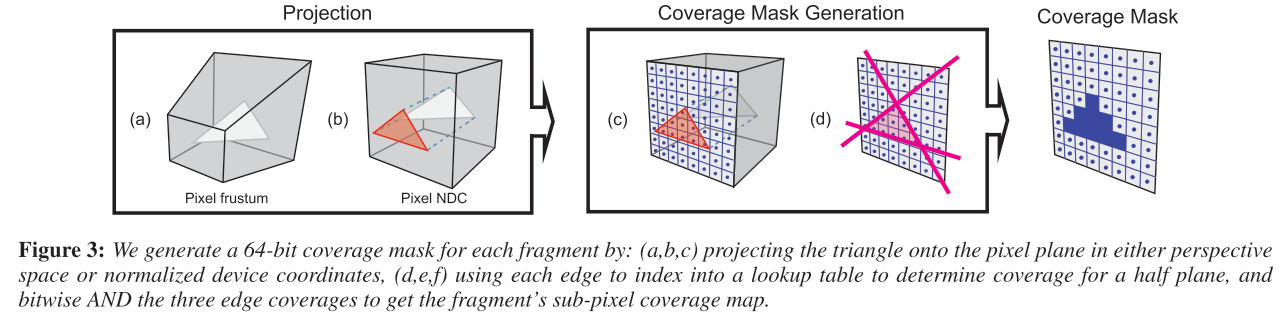 Projection
Coverage Mask Generation
Coverage Mask
(a)
(b)
(c)
(d)
Pixel frustum
Pixel NDC
Figure 3: We generate a 64-bit coverage mask for each fragment by: (a,b,c) projecting the triangle onto the pixel plane in either perspective
space or normalized device coordinates, (d,e,f) using each edge to index into a lookup table to determine coverage for a half plane, and
bitwise AND the three edge coverages to get the fragment's sub-pixel coverage map.